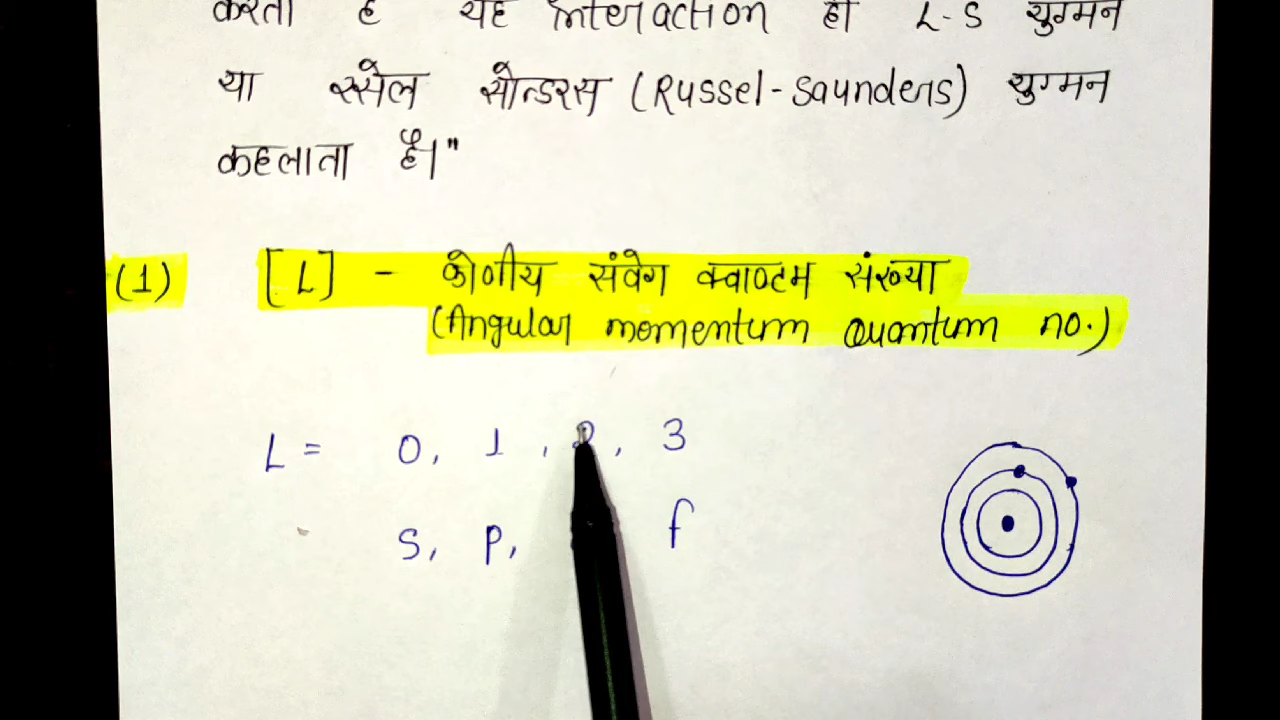 करता है यह Interaction ही L-S युग्मन
या रसेल सोन्डरस (Russel-Saunders) युग्मन
कहलाता है।"
(1) [L] - कोणीय संवेग क्वाण्टम संख्या
(Angular momentum Quantum no.)
L = 0, 1, 2, 3
s, p, f